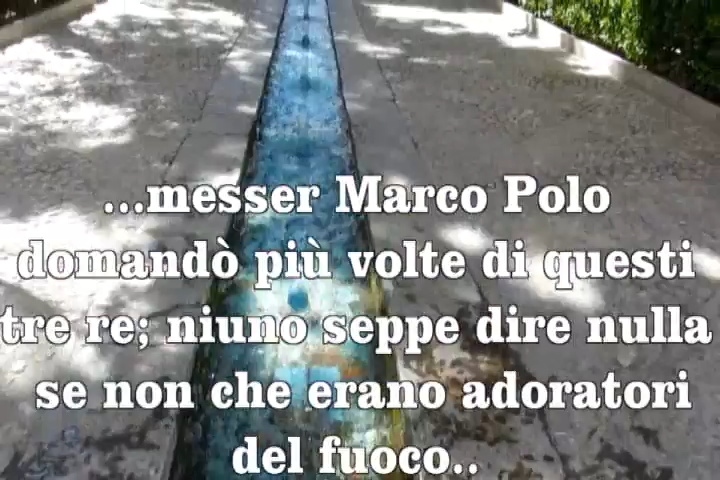 ...messer Marco Polo
domandò più volte di questi
tre re; niuno seppe dire nulla
se non che erano adoratori
del fuoco..